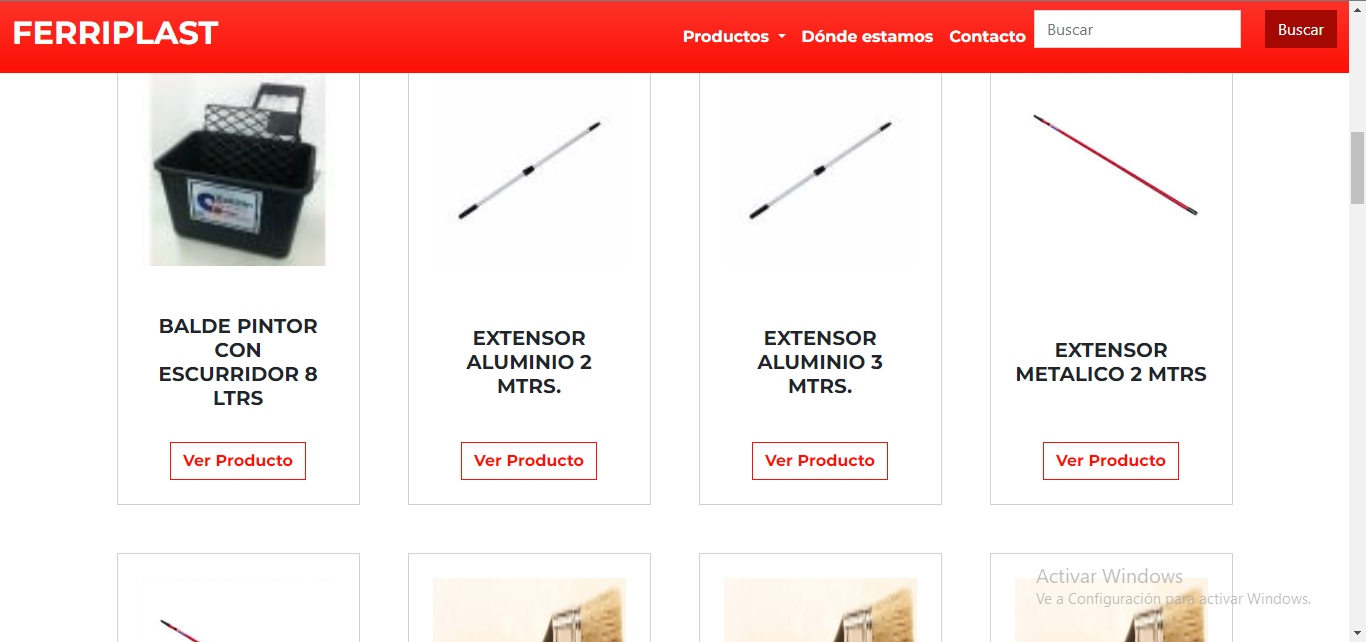 FERRIPLAST
Productos
Dónde estamos
Contacto
Buscar
Buscar
BALDE PINTOR
CON
ESCURRIDOR 8
LTRS
Ver Producto
EXTENSOR
ALUMINIO 2
MTRS.
Ver Producto
EXTENSOR
ALUMINIO 3
MTRS.
Ver Producto
EXTENSOR
METALICO 2 MTRS
Ver Producto
Activar Windows
Ve a Configuración para activar Windows.